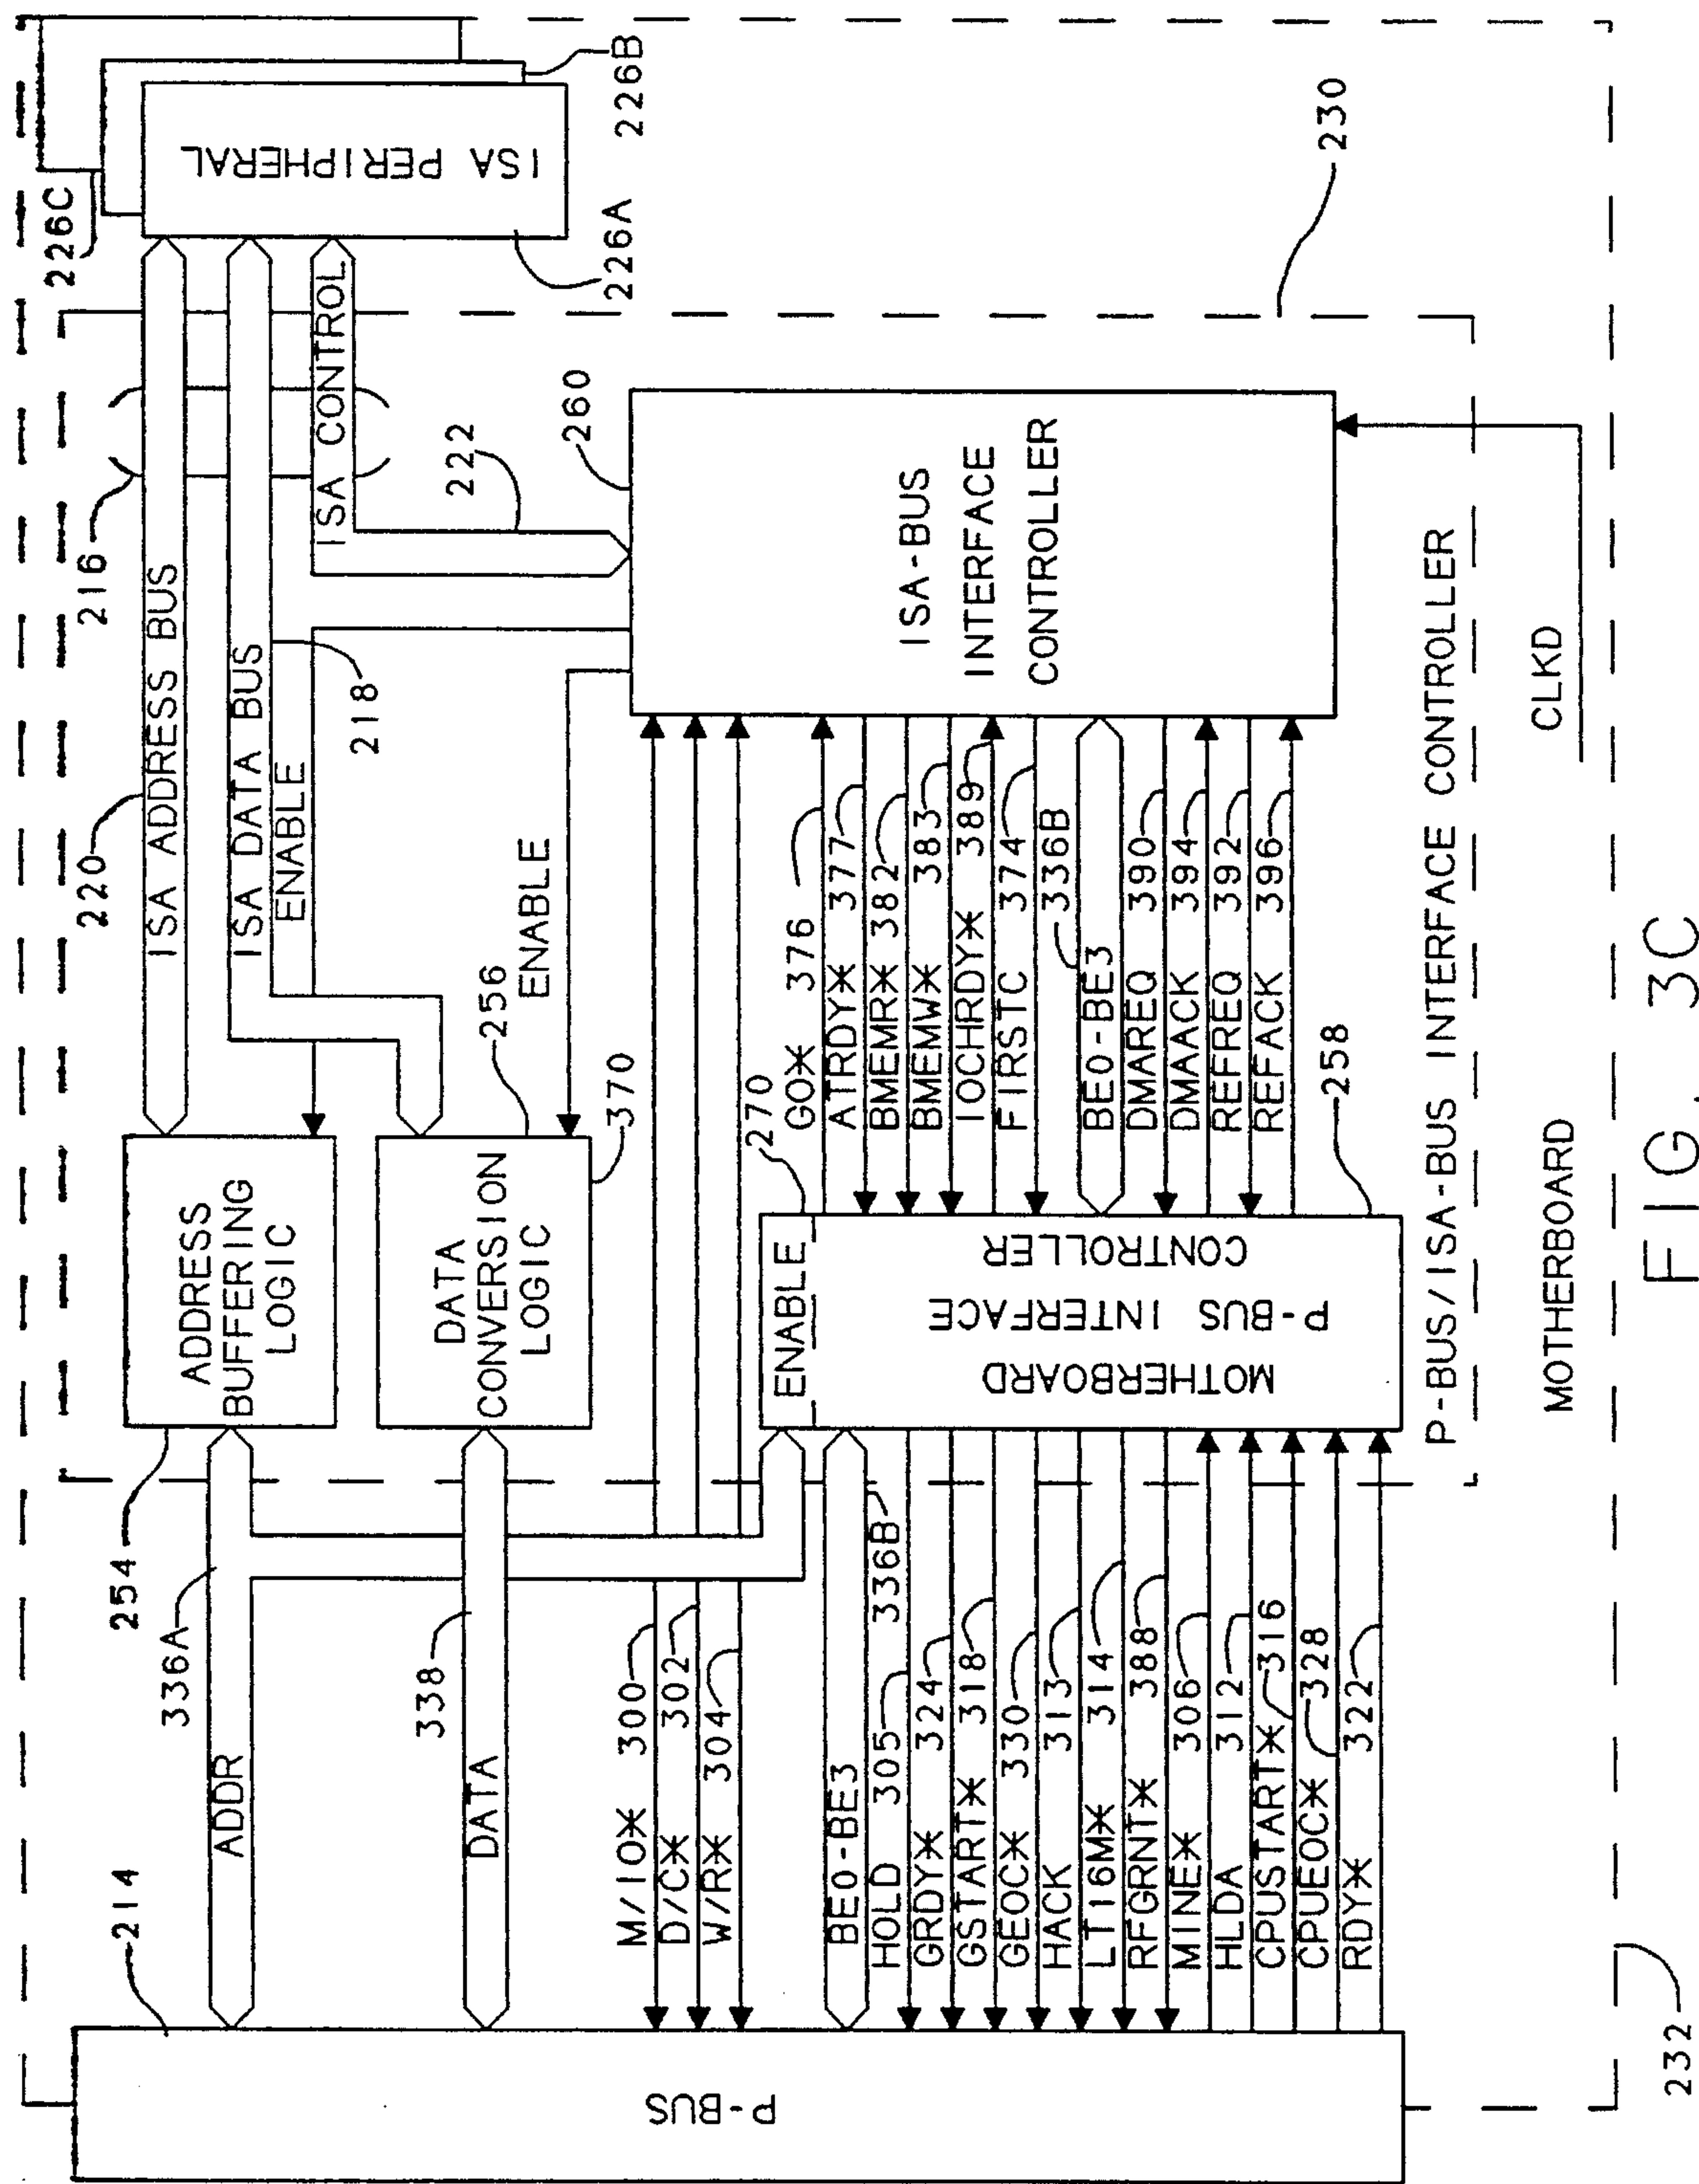 214
P-BUS
232
ADDR
336A
DATA
338
M/IO* 300
D/C* 302
W/R* 304
BE0-BE3
336B
HOLD 305
GRDY* 324
GSTART* 318
GEOC* 330
HACK 313
LT16M* 314
RFGRNT* 388
MINE* 306
HLDA 312
CPUSTART* 316
CPUEOC* 328
RDY* 322
254
ADDRESS
BUFFERING
LOGIC
DATA
CONVERSION
LOGIC
256
370
ENABLE
270
MOTHERBOARD
P-BUS INTERFACE
CONTROLLER
258
220
ISA ADDRESS BUS
ISA DATA BUS
218
ENABLE
ENABLE
GO* 376
ATRDY* 377
BMEMR* 382
BMEMW* 383
IOCHRDY* 389
FIRSTC 374
336B
BE0-BE3
DMAREQ 390
DMAACK 394
REFREQ 392
REFACK 396
216
ISA CONTROL
222
260
ISA-BUS
INTERFACE
CONTROLLER
226C
ISA PERIPHERAL
226A
226B
230
P-BUS/ISA-BUS INTERFACE CONTROLLER
CLKD
MOTHERBOARD
FIG. 3C